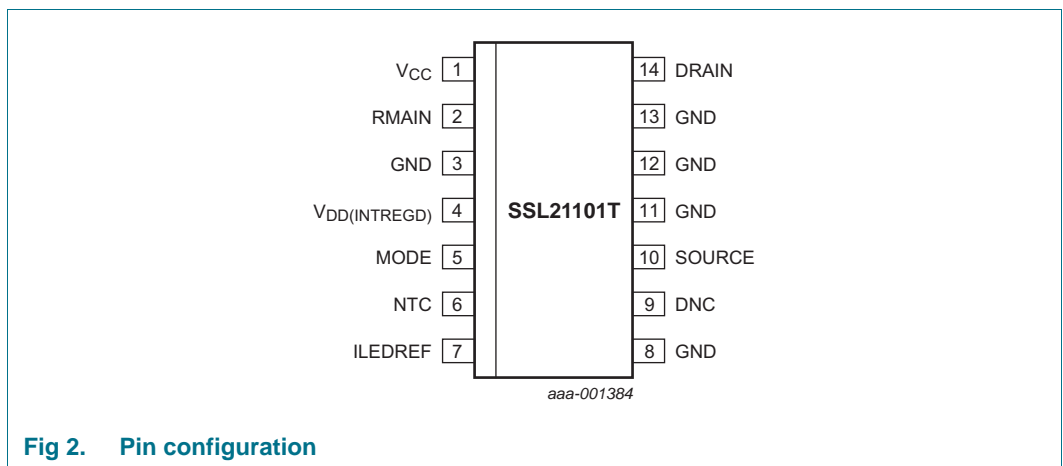 VCC 1
RMAIN 2
GND 3
VDD(INTREGD) 4
MODE 5
NTC 6
ILEDREF 7
SSL21101T
14 DRAIN
13 GND
12 GND
11 GND
10 SOURCE
9 DNC
8 GND
aaa-001384
Fig 2. Pin configuration